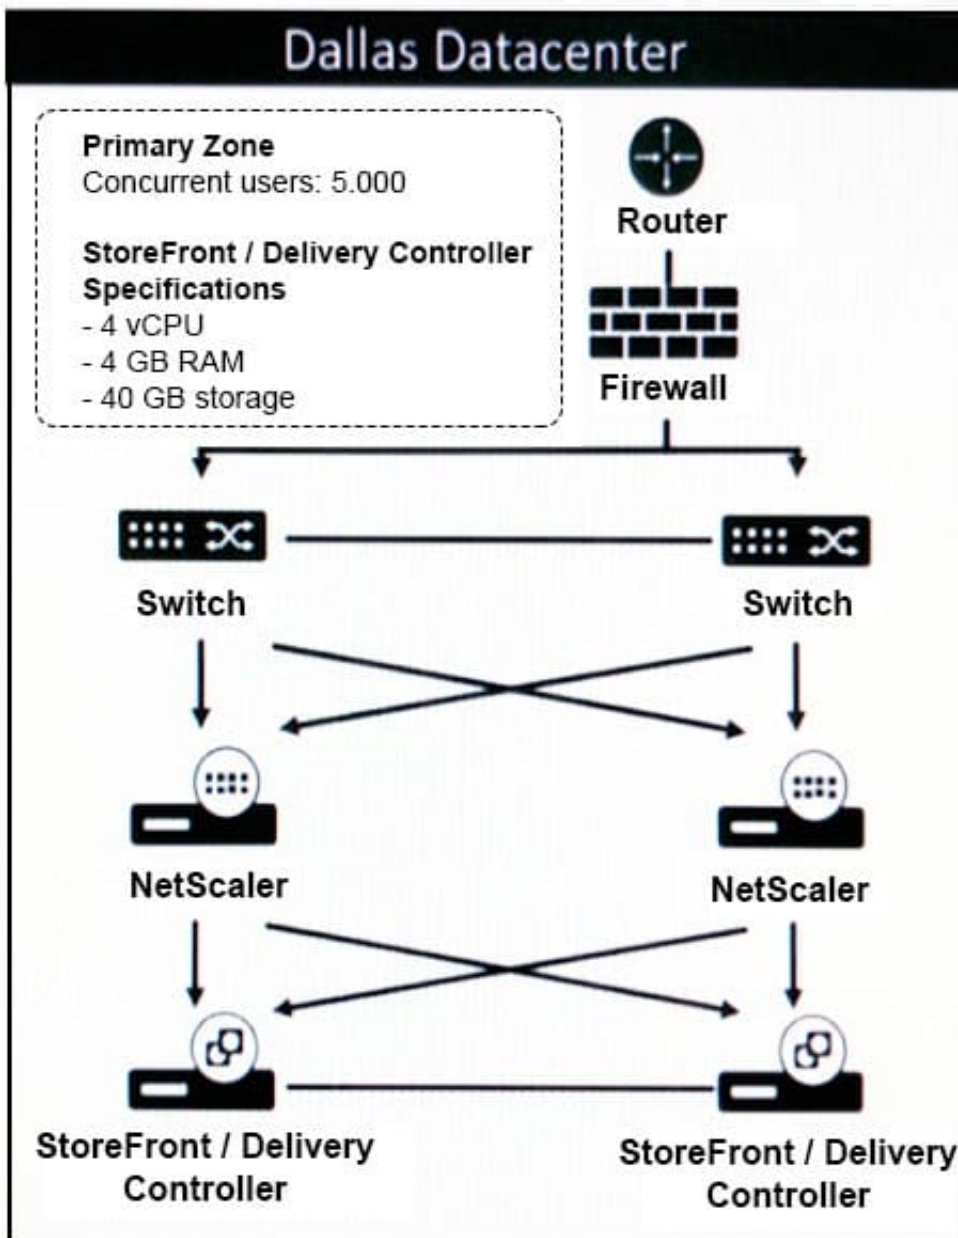 Dallas Datacenter
Primary Zone
Concurrent users: 5.000
StoreFront / Delivery Controller
Specifications
- 4 vCPU
- 4 GB RAM
- 40 GB storage
Router
Firewall
Switch
Switch
NetScaler
NetScaler
StoreFront / Delivery
Controller
StoreFront / Delivery
Controller